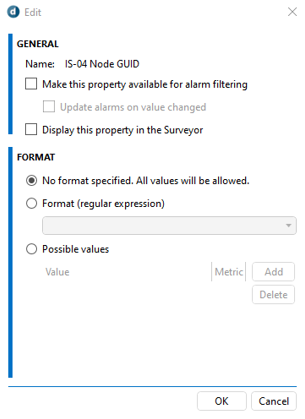 Edit
GENERAL
Name: IS-04 Node GUID
Make this property available for alarm filtering
Update alarms on value changed
Display this property in the Surveyor
FORMAT
No format specified. All values will be allowed.
Format (regular expression)
Possible values
Value Metric Add
Delete
OK Cancel